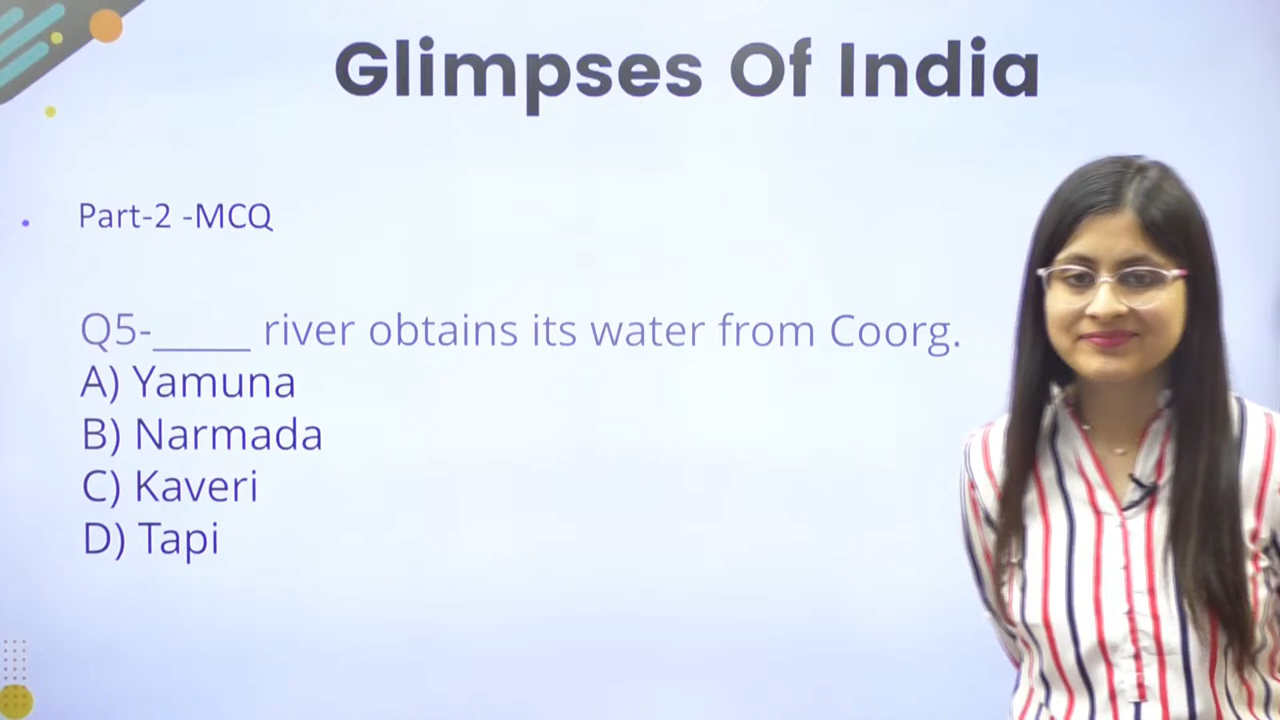 Glimpses Of India
Part-2 -MCQ
Q5-_____ river obtains its water from Coorg.
A) Yamuna
B) Narmada
C) Kaveri
D) Tapi